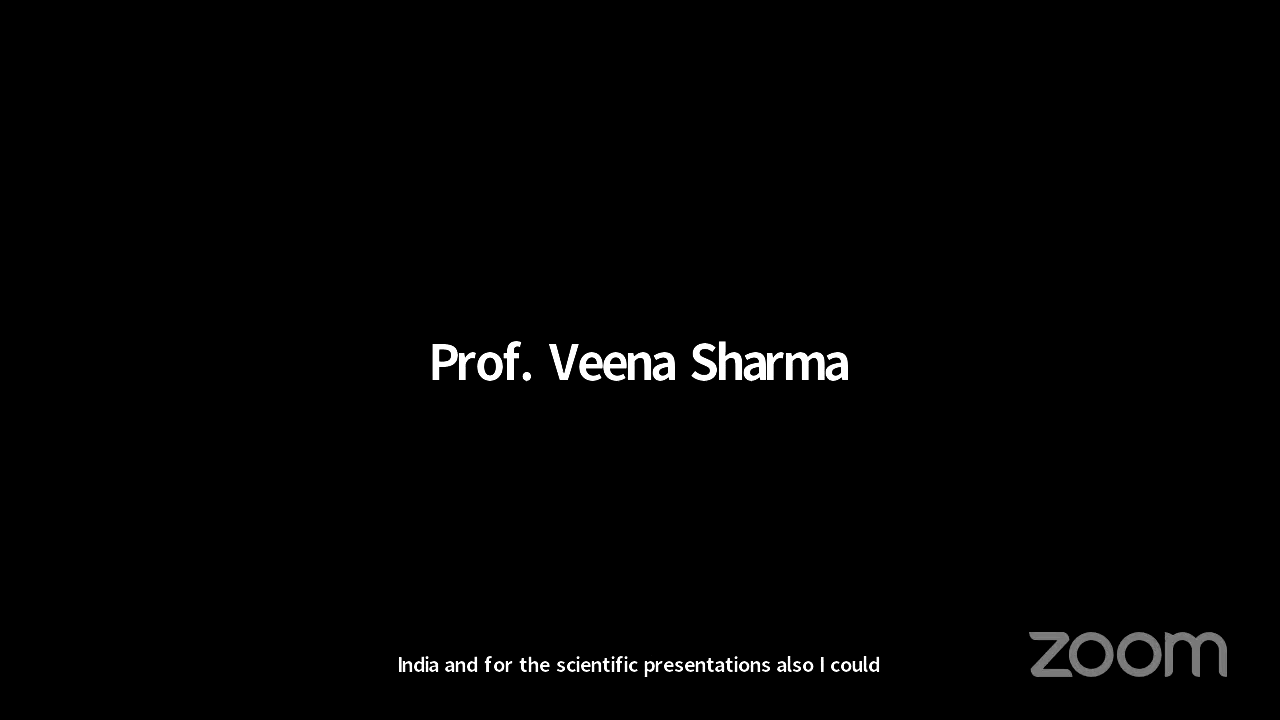 Prof. Veena Sharma
India and for the scientific presentations also I could
zoom